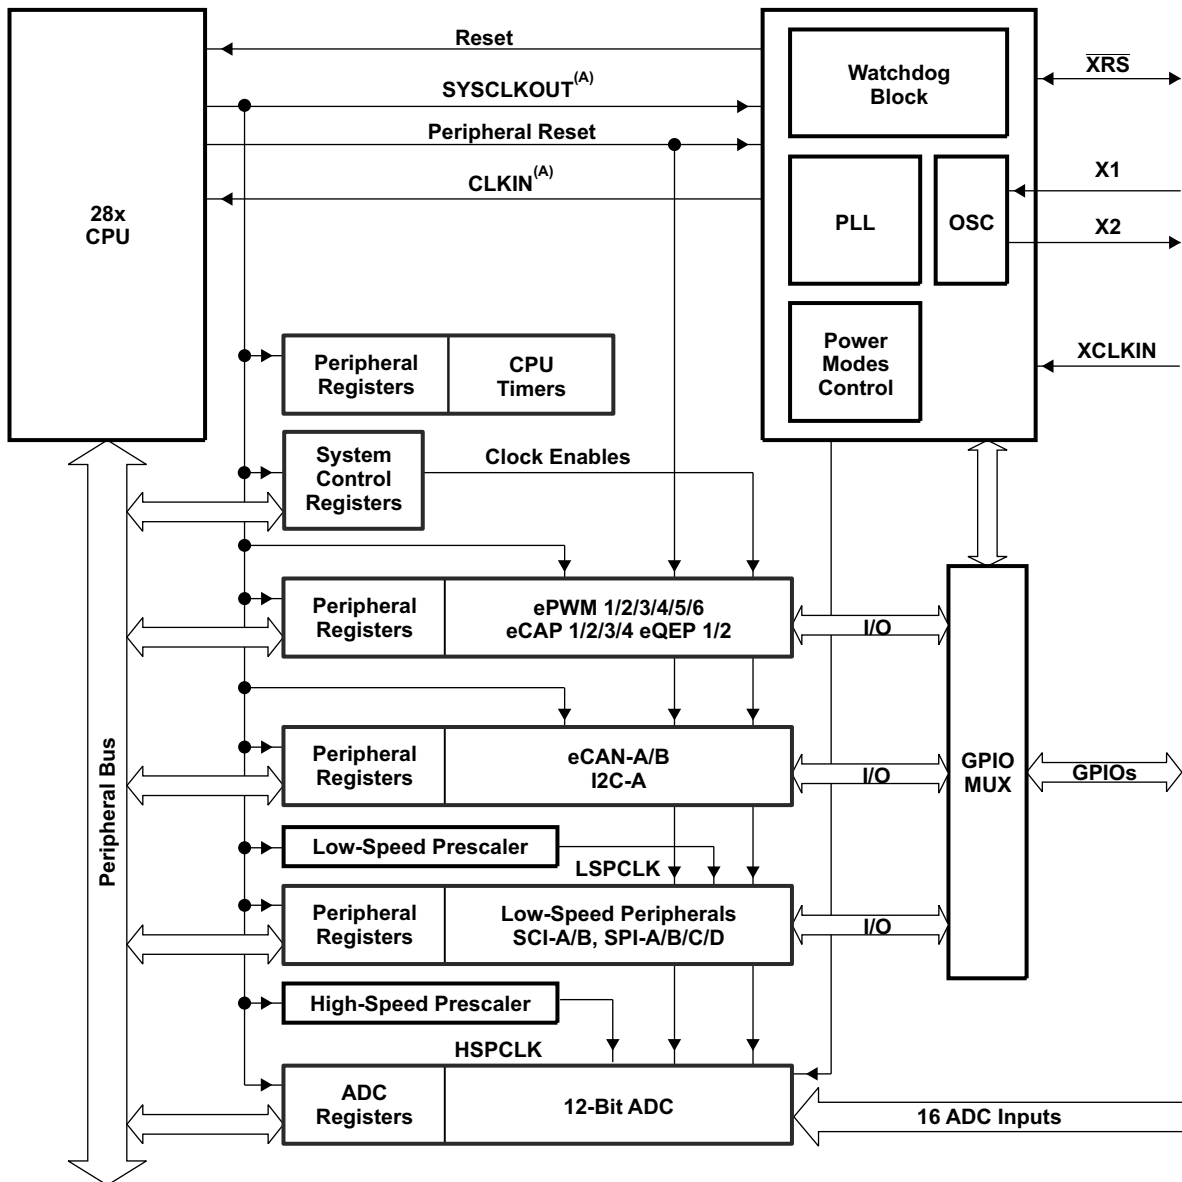 Reset
SYSCLKOUT(A)
Peripheral Reset
CLKIN(A)
28x
CPU
Watchdog
Block
PLL
OSC
Power
Modes
Control
XRS
X1
X2
XCLKIN
Peripheral
Registers
CPU
Timers
System
Control
Registers
Clock Enables
Peripheral
Registers
ePWM 1/2/3/4/5/6
eCAP 1/2/3/4 eQEP 1/2
I/O
Peripheral Bus
Peripheral
Registers
eCAN-A/B
I2C-A
I/O
GPIO
MUX
GPIOs
Low-Speed Prescaler
LSPCLK
Peripheral
Registers
Low-Speed Peripherals
SCI-A/B, SPI-A/B/C/D
I/O
High-Speed Prescaler
HSPCLK
ADC
Registers
12-Bit ADC
16 ADC Inputs